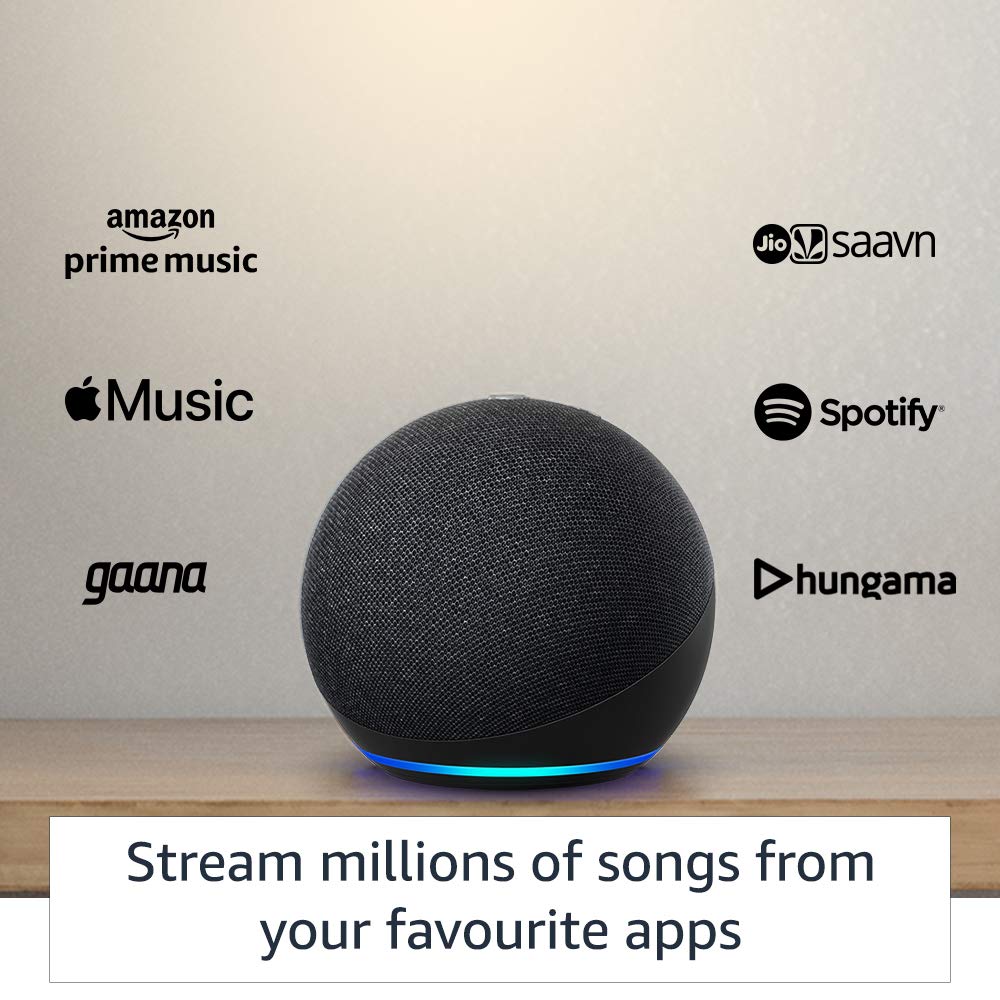 amazon
prime music
Jio saavn
Music
Spotify®
gaana
hungama
Stream millions of songs from
your favourite apps